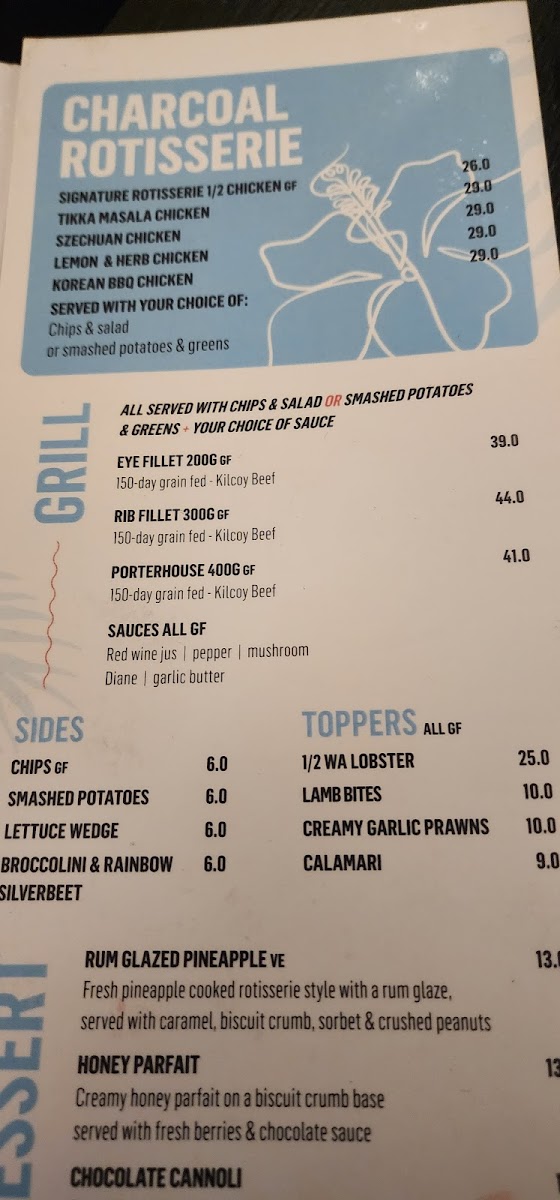 CHARCOAL
ROTISSERIE
SIGNATURE ROTISSERIE 1/2 CHICKEN GF 26.0
TIKKA MASALA CHICKEN 29.0
SZECHUAN CHICKEN 29.0
LEMON & HERB CHICKEN 29.0
KOREAN BBQ CHICKEN 29.0
SERVED WITH YOUR CHOICE OF:
Chips & salad
or smashed potatoes & greens
GRILL
ALL SERVED WITH CHIPS & SALAD OR SMASHED POTATOES
& GREENS + YOUR CHOICE OF SAUCE
EYE FILLET 200G GF 39.0
150-day grain fed - Kilcoy Beef
RIB FILLET 300G GF 44.0
150-day grain fed - Kilcoy Beef
PORTERHOUSE 400G GF 41.0
150-day grain fed - Kilcoy Beef
SAUCES ALL GF
Red wine jus | pepper | mushroom
Diane | garlic butter
SIDES
CHIPS GF 6.0
SMASHED POTATOES 6.0
LETTUCE WEDGE 6.0
BROCCOLINI & RAINBOW 6.0
SILVERBEET
TOPPERS ALL GF
1/2 WA LOBSTER 25.0
LAMB BITES 10.0
CREAMY GARLIC PRAWNS 10.0
CALAMARI 9.0
ESSERT
RUM GLAZED PINEAPPLE VE 13.
Fresh pineapple cooked rotisserie style with a rum glaze,
served with caramel, biscuit crumb, sorbet & crushed peanuts
HONEY PARFAIT 13
Creamy honey parfait on a biscuit crumb base
served with fresh berries & chocolate sauce
CHOCOLATE CANNOLI